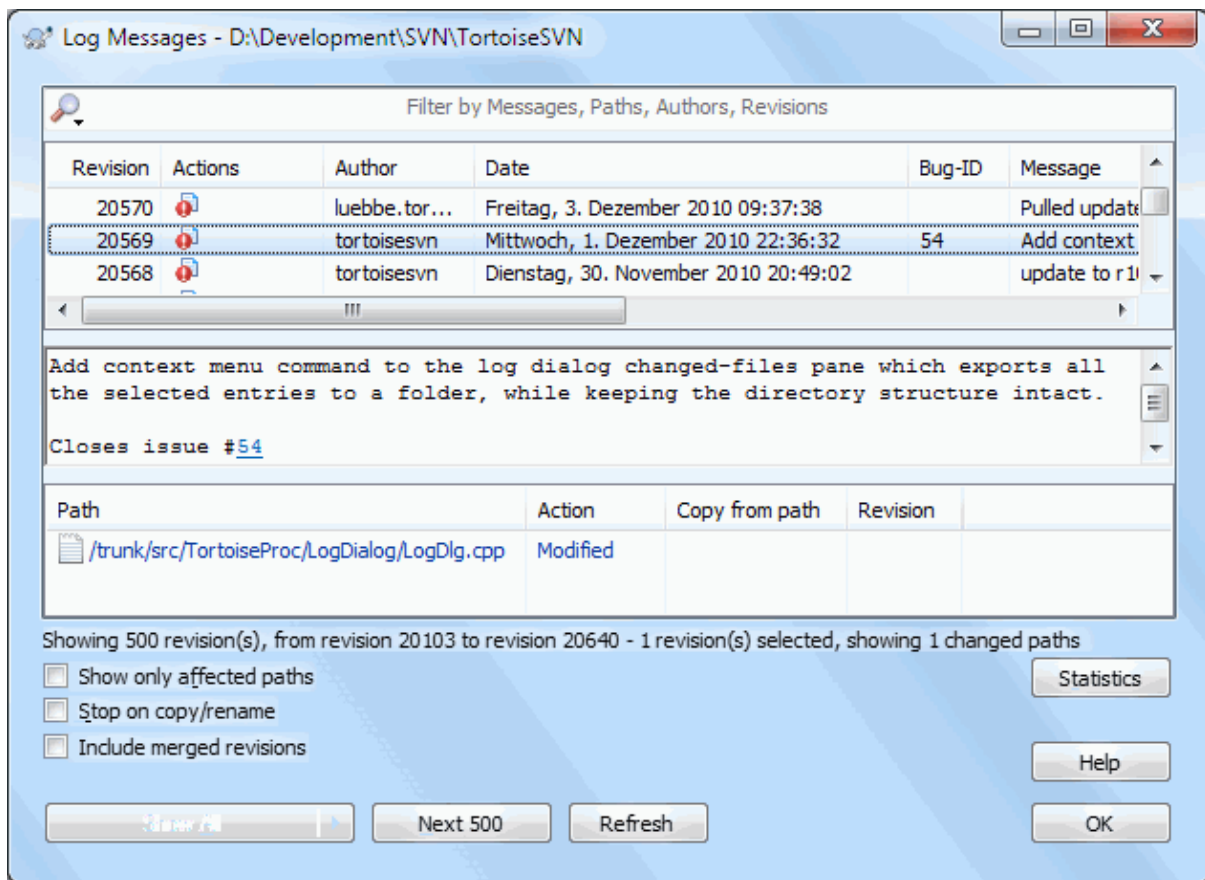 Log Messages - D:\Development\SVN\TortoiseSVN
Filter by Messages, Paths, Authors, Revisions
Revision Actions Author Date Bug-ID Message
20570 luebbe.tor... Freitag, 3. Dezember 2010 09:37:38 Pulled update
20569 tortoisesvn Mittwoch, 1. Dezember 2010 22:36:32 54 Add context
20568 tortoisesvn Dienstag, 30. November 2010 20:49:02 update to
Add context menu command to the log dialog changed-files pane which exports all
the selected entries to a folder, while keeping the directory structure intact.
Closes issue #54
Path Action Copy from path Revision
/trunk/src/TortoiseProc/LogDialog/LogDlg.cpp Modified
Showing 500 revision(s), from revision 20103 to revision 20640 - 1 revision(s) selected, showing 1 changed paths
Show only affected paths
Statistics
Stop on copy/rename
Include merged revisions
Help
Next 500 Refresh OK